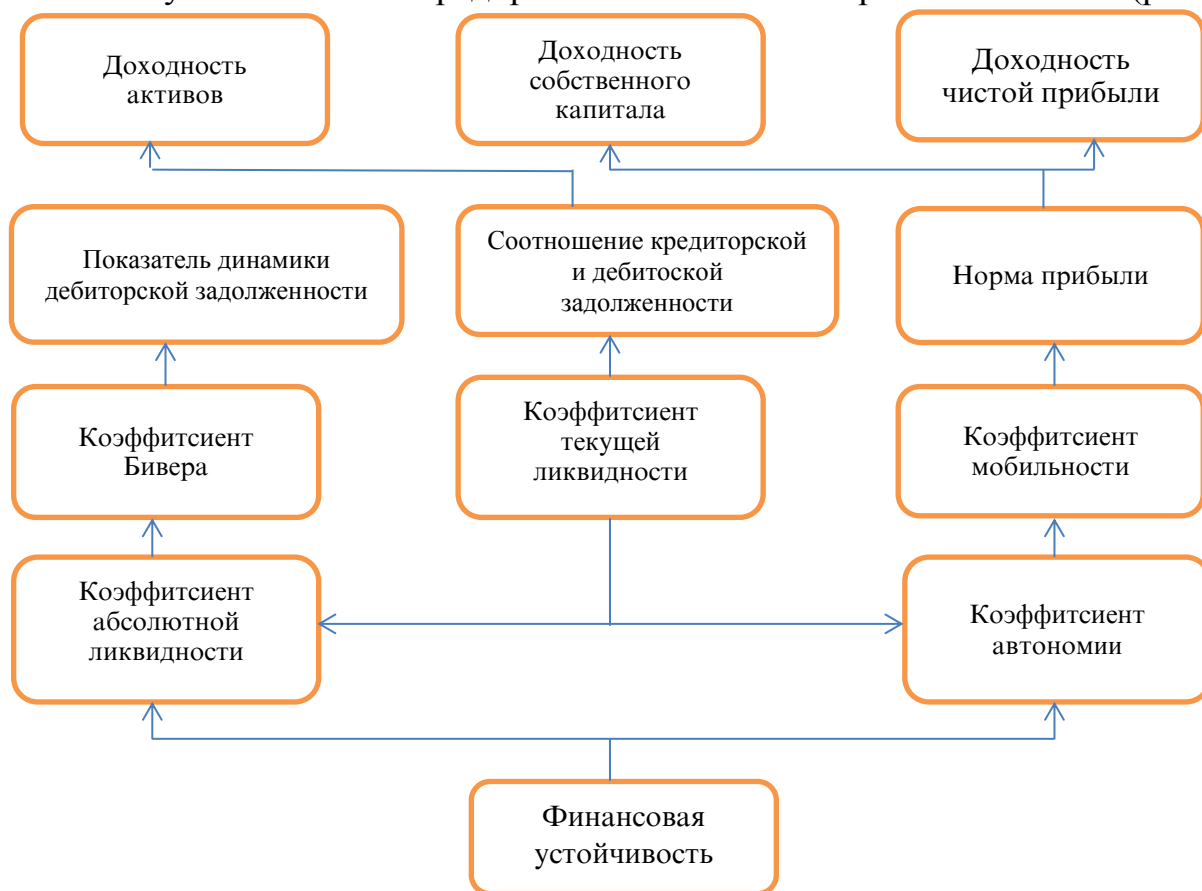 Доходность
активов
Доходность
собственного
капитала
Доходность
чистой прибыли
Показатель динамики
дебиторской задолженности
Соотношение кредиторской
и дебитоской
задолженности
Норма прибыли
Коэффитсиент
Бивера
Коэффитсиент
текущей
ликвидности
Коэффитсиент
мобильности
Коэффитсиент
абсолютной
ликвидности
Коэффитсиент
автономии
Финансовая
устойчивость